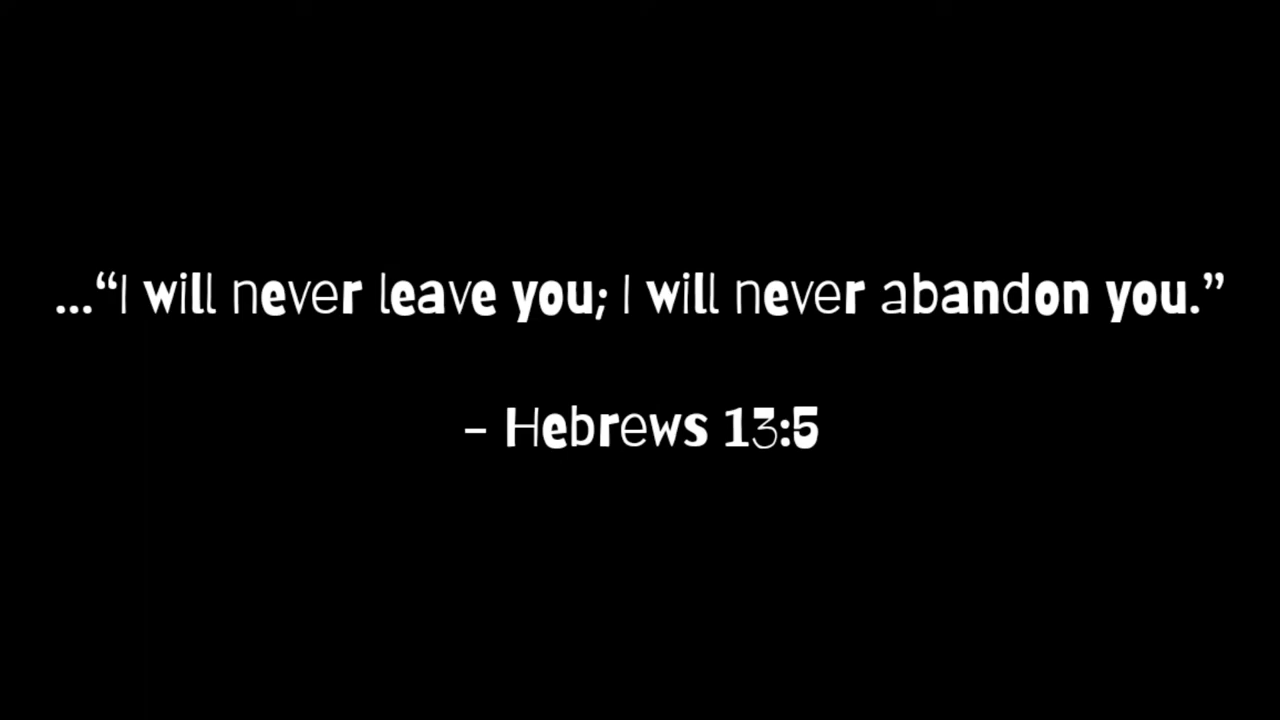 ...“I will never leave you; I will never abandon you.”
– Hebrews 13:5